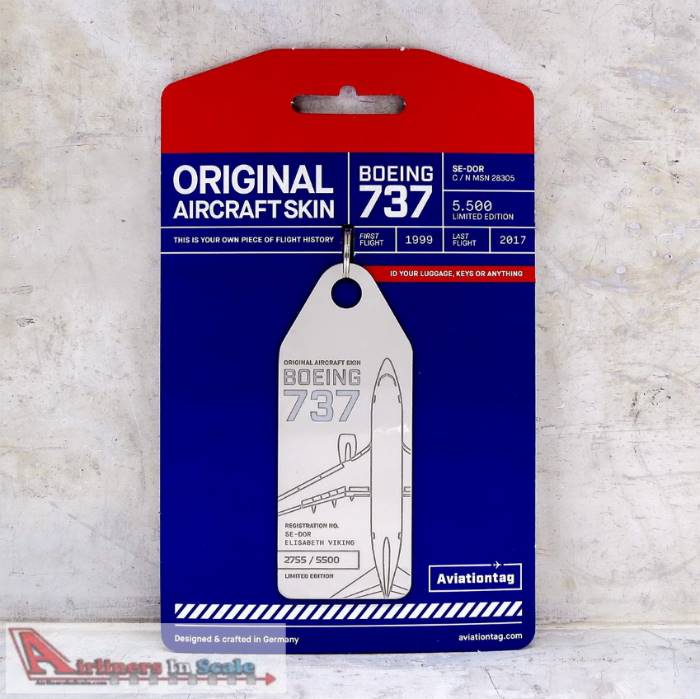 ORIGINAL
AIRCRAFT SKIN
BOEING
737
SE-DOR
C / N MSN 28305
5.500
LIMITED EDITION
THIS IS YOUR OWN PIECE OF FLIGHT HISTORY
FIRST
FLIGHT
1999
LAST
FLIGHT
2017
ID YOUR LUGGAGE, KEYS OR ANYTHING
ORIGINAL AIRCRAFT SKIN
BOEING
737
REGISTRATION NO.
SE-DOR
ELISABETH VIKING
2755 / 5500
LIMITED EDITION
Aviationtag
Designed & crafted in Germany
aviationtag.com
Airliners In Scale